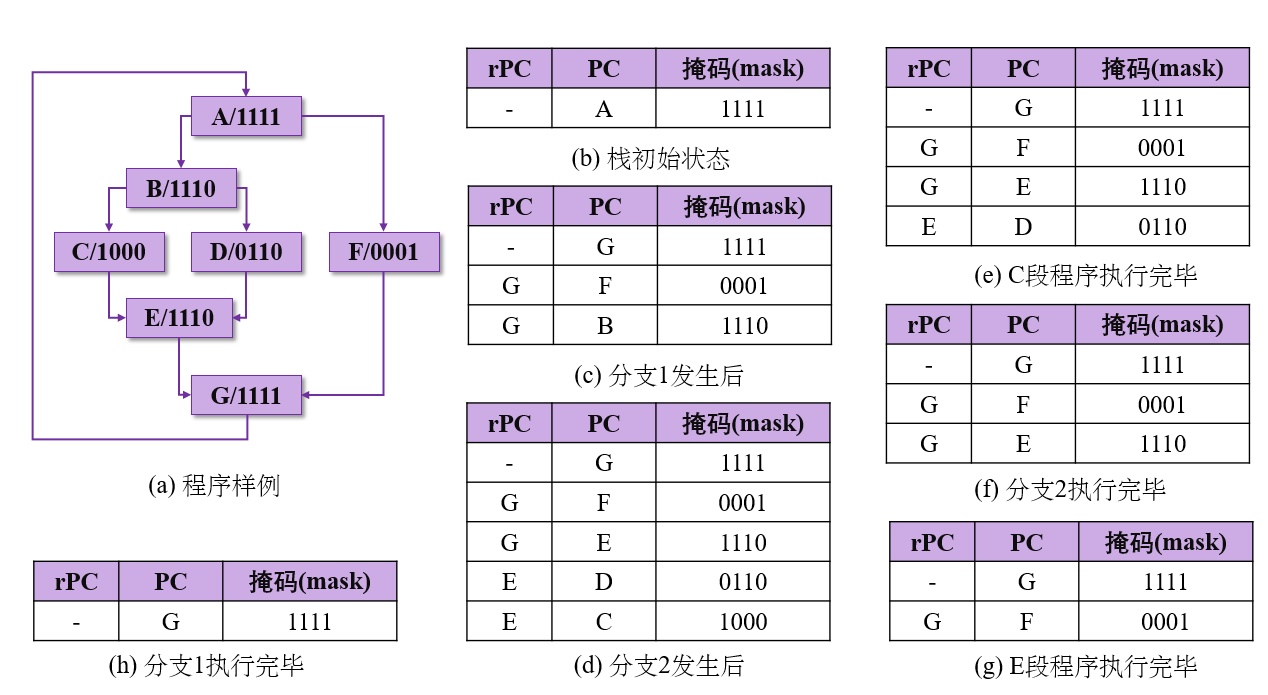 A/1111
B/1110
C/1000 D/0110 F/0001
E/1110
G/1111
(a) 程序样例
rPC PC 掩码(mask)
- A 1111
(b) 栈初始状态
rPC PC 掩码(mask)
- G 1111
G F 0001
G B 1110
(c) 分支1发生后
rPC PC 掩码(mask)
- G 1111
G F 0001
G E 1110
E D 0110
E C 1000
(d) 分支2发生后
rPC PC 掩码(mask)
- G 1111
G F 0001
G E 1110
E D 0110
(e) C段程序执行完毕
rPC PC 掩码(mask)
- G 1111
G F 0001
G E 1110
(f) 分支2执行完毕
rPC PC 掩码(mask)
- G 1111
G F 0001
(g) E段程序执行完毕
rPC PC 掩码(mask)
- G 1111
(h) 分支1执行完毕